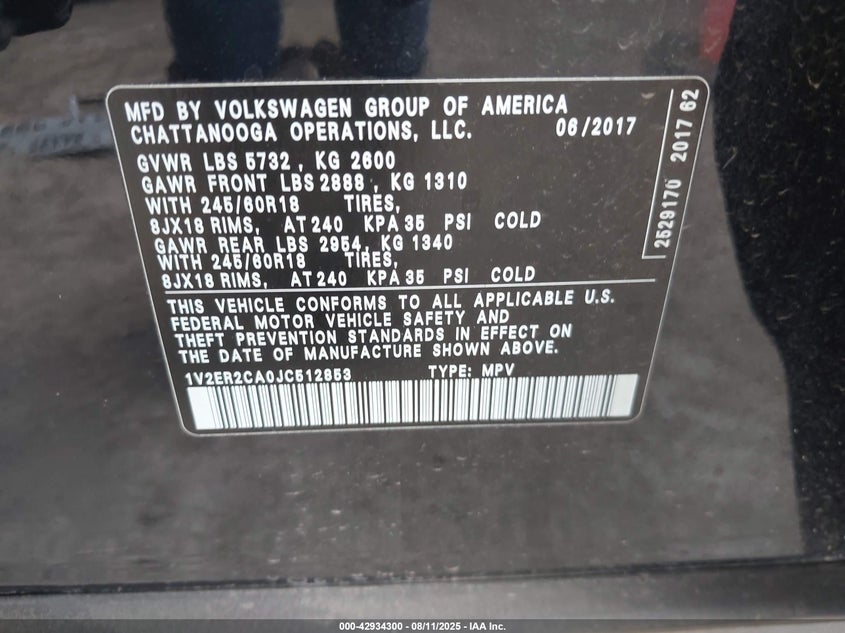 MFD BY VOLKSWAGEN GROUP OF AMERICA
CHATTANOOGA OPERATIONS, LLC. 06/2017
GVWR LBS 5732 , KG 2600
GAWR FRONT LBS 2888 , KG 1310
WITH 245/60R18 TIRES,
8JX18 RIMS, AT 240 KPA 35 PSI COLD
GAWR REAR LBS 2954, KG 1340
WITH 245/60R18 TIRES,
8JX18 RIMS, AT 240 KPA 35 PSI COLD
THIS VEHICLE CONFORMS TO ALL APPLICABLE U.S.
FEDERAL MOTOR VEHICLE SAFETY AND
THEFT PREVENTION STANDARDS IN EFFECT ON
THE DATE OF MANUFACTURE SHOWN ABOVE.
1V2ER2CA0JC512853 TYPE: MPV
2529170 2017 62
000-42934300 - 08/11/2025 - IAA Inc.